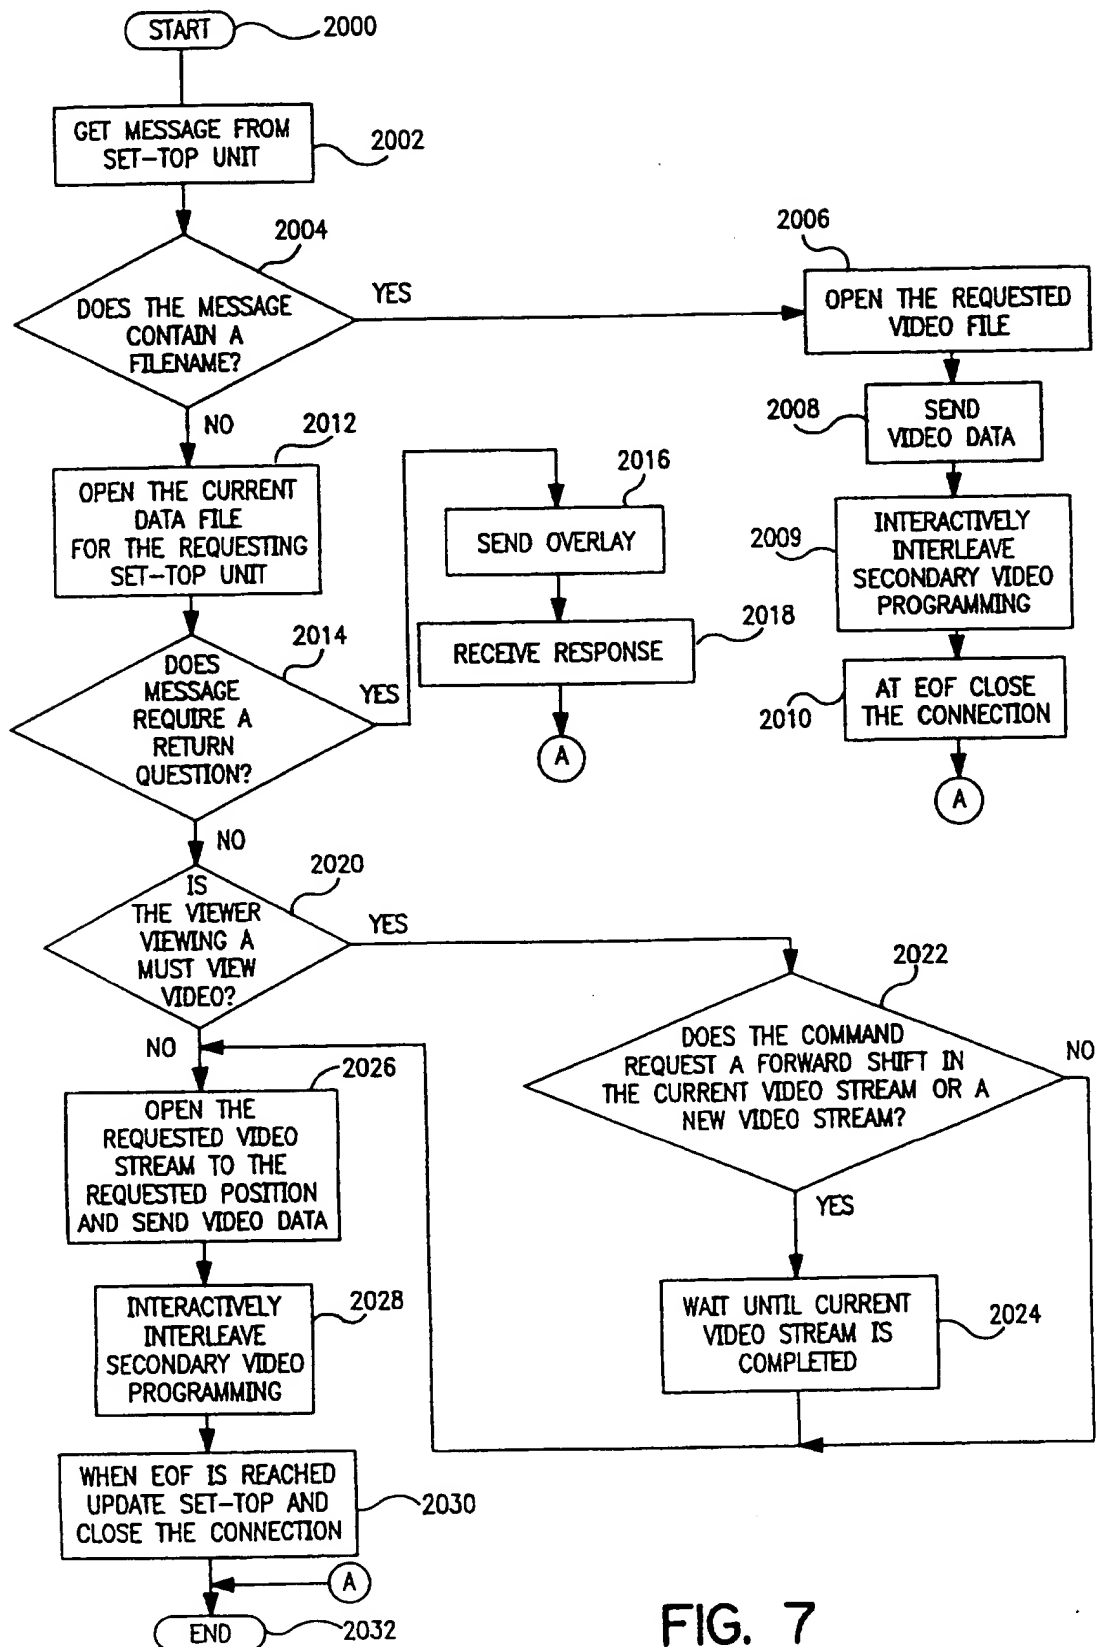 START
2000
GET MESSAGE FROM
SET-TOP UNIT
2002
2004
DOES THE MESSAGE
CONTAIN A
FILENAME?
YES
NO
2006
OPEN THE REQUESTED
VIDEO FILE
2008
SEND
VIDEO DATA
2009
INTERACTIVELY
INTERLEAVE
SECONDARY VIDEO
PROGRAMMING
2010
AT EOF CLOSE
THE CONNECTION
A
2012
OPEN THE CURRENT
DATA FILE
FOR THE REQUESTING
SET-TOP UNIT
2014
DOES
MESSAGE
REQUIRE A
RETURN
QUESTION?
YES
NO
2016
SEND OVERLAY
RECEIVE RESPONSE
2018
A
2020
IS
THE VIEWER
VIEWING A
MUST VIEW
VIDEO?
YES
NO
2022
DOES THE COMMAND
REQUEST A FORWARD SHIFT IN
THE CURRENT VIDEO STREAM OR A
NEW VIDEO STREAM?
NO
YES
WAIT UNTIL CURRENT
VIDEO STREAM IS
COMPLETED
2024
2026
OPEN THE
REQUESTED VIDEO
STREAM TO THE
REQUESTED POSITION
AND SEND VIDEO DATA
INTERACTIVELY
INTERLEAVE
SECONDARY VIDEO
PROGRAMMING
2028
WHEN EOF IS REACHED
UPDATE SET-TOP AND
CLOSE THE CONNECTION
2030
A
END
2032
FIG. 7